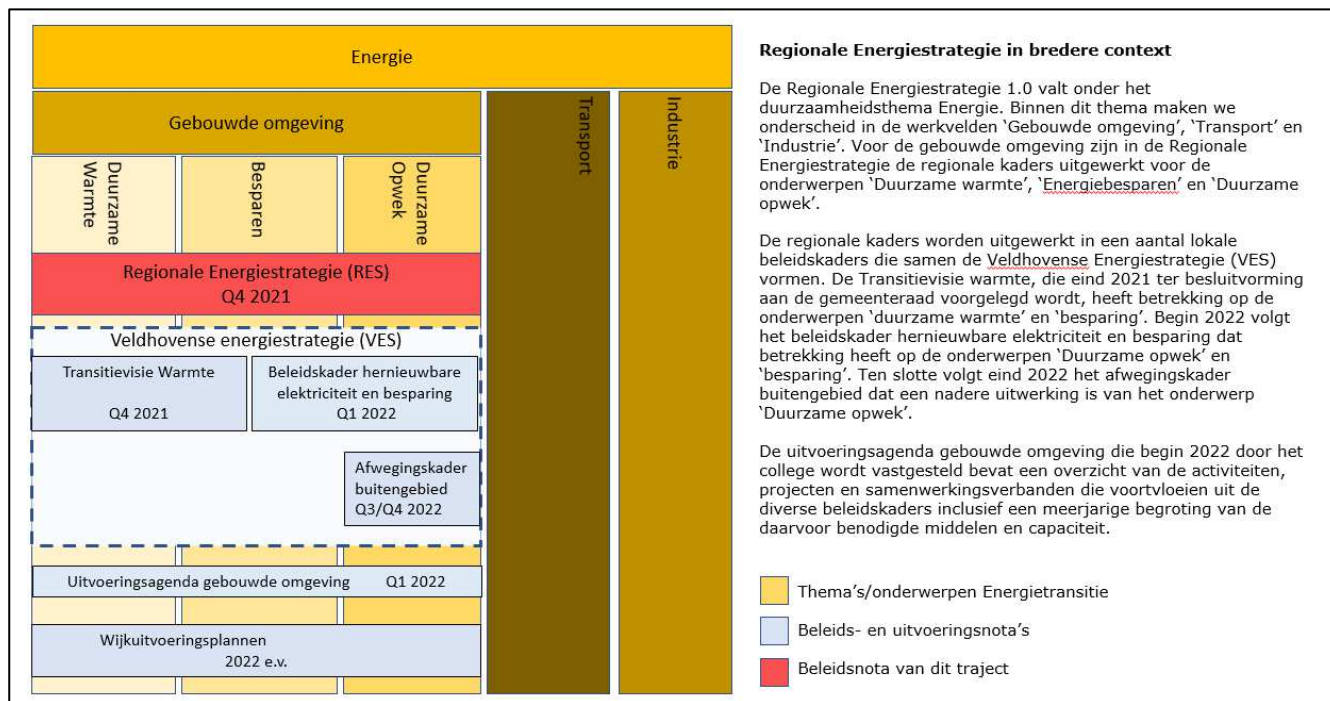 Energie
Gebouwde omgeving
Transport
Industrie
Duurzame
Warmte
Besparen
Duurzame
Opwek
Regionale Energiestrategie (RES)
Q4 2021
Veldhovense energiestrategie (VES)
Transitievisie Warmte
Q4 2021
Beleidskader hernieuwbare
elektriciteit en besparing
Q1 2022
Afwegingskader
buitengebied
Q3/Q4 2022
Uitvoeringsagenda gebouwde omgeving Q1 2022
Wijkuitvoeringsplannen
2022 e.v.
Regionale Energiestrategie in bredere context
De Regionale Energiestrategie 1.0 valt onder het
duurzaamheidsthema Energie. Binnen dit thema maken we
onderscheid in de werkvelden ‘Gebouwde omgeving’, ‘Transport’ en
‘Industrie’. Voor de gebouwde omgeving zijn in de Regionale
Energiestrategie de regionale kaders uitgewerkt voor de
onderwerpen ‘Duurzame warmte’, ‘Energiebesparen’ en ‘Duurzame
opwek’.
De regionale kaders worden uitgewerkt in een aantal lokale
beleidskaders die samen de Veldhovense Energiestrategie (VES)
vormen. De Transitievisie warmte, die eind 2021 ter besluitvorming
aan de gemeenteraad voorgelegd wordt, heeft betrekking op de
onderwerpen ‘duurzame warmte’ en ‘besparing’. Begin 2022 volgt
het beleidskader hernieuwbare elektriciteit en besparing dat
betrekking heeft op de onderwerpen ‘Duurzame opwek’ en
‘besparing’. Ten slotte volgt eind 2022 het afwegingskader
buitengebied dat een nadere uitwerking is van het onderwerp
‘Duurzame opwek’.
De uitvoeringsagenda gebouwde omgeving die begin 2022 door het
college wordt vastgesteld bevat een overzicht van de activiteiten,
projecten en samenwerkingsverbanden die voortvloeien uit de
diverse beleidskaders inclusief een meerjarige begroting van de
daarvoor benodigde middelen en capaciteit.
Thema’s/onderwerpen Energietransitie
Beleids- en uitvoeringsnota’s
Beleidsnota van dit traject